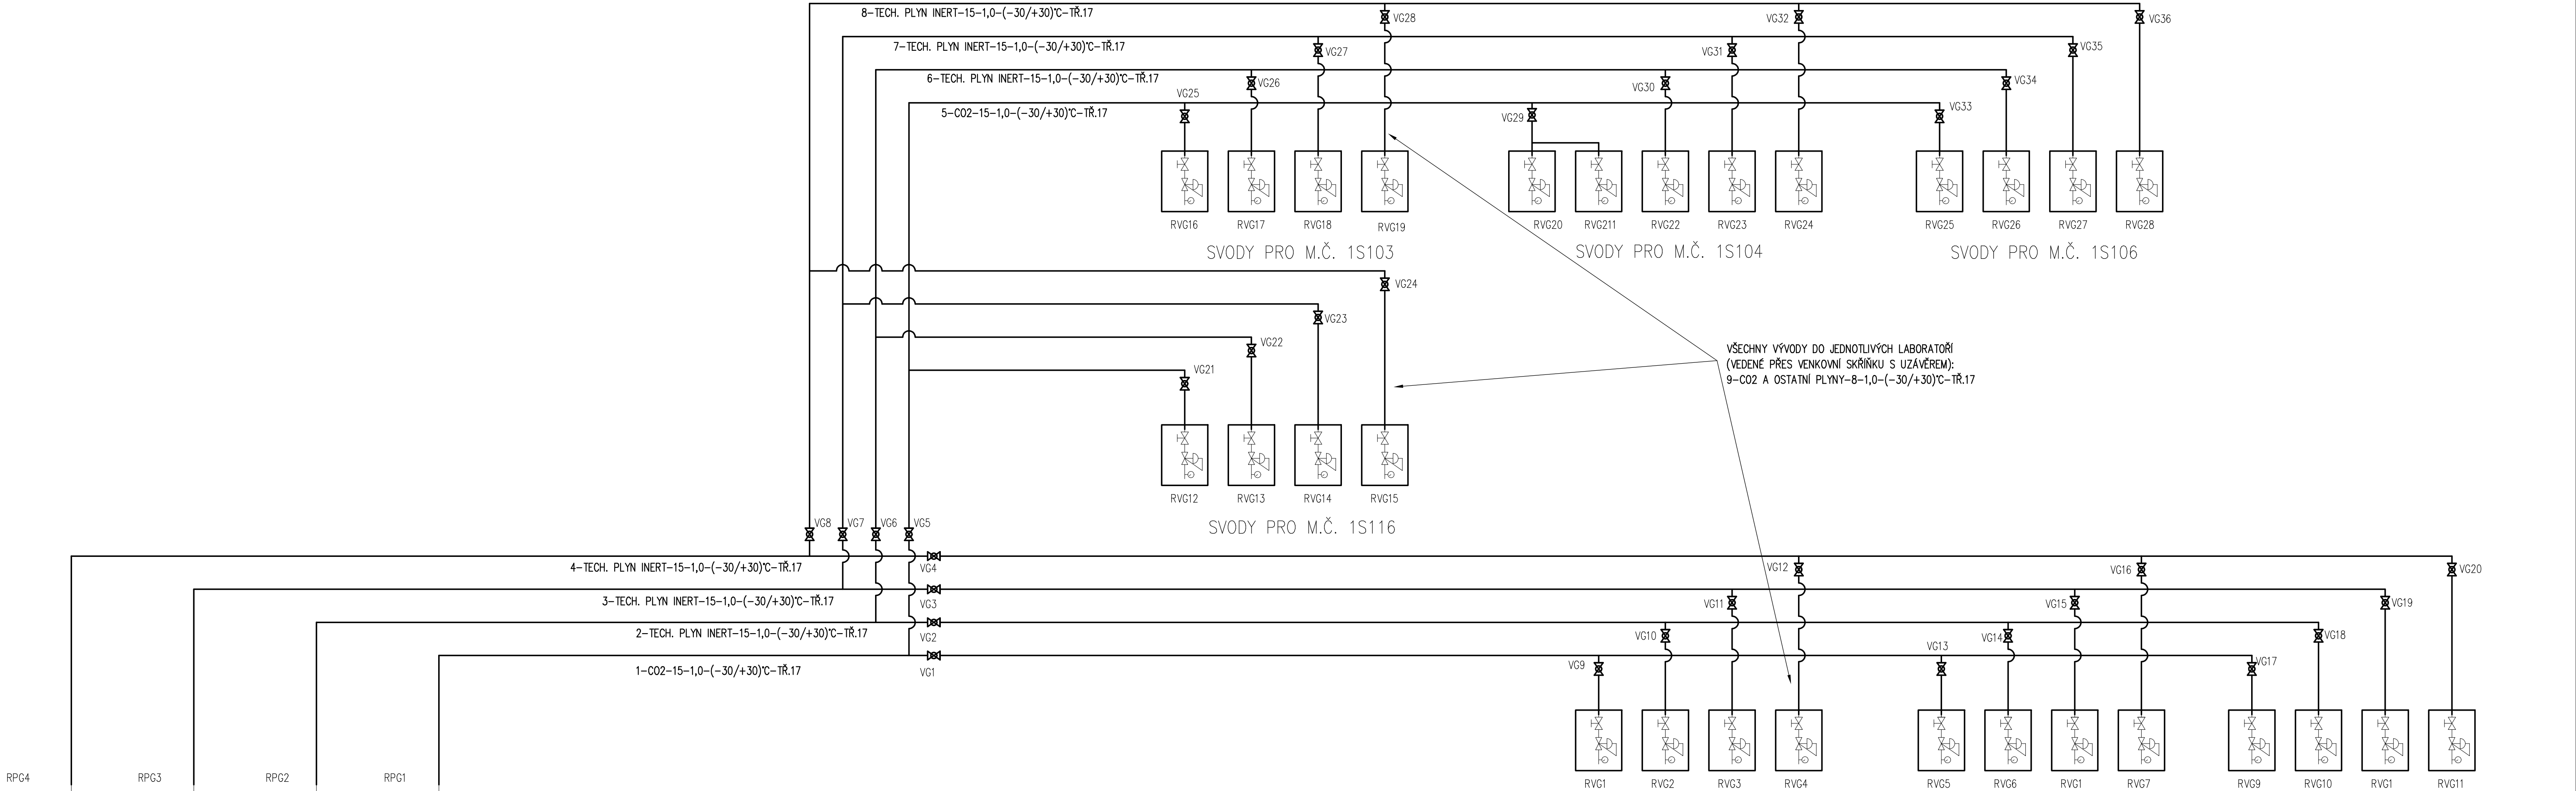 8-TECH. PLYN INERT-15-1,0-(-30/+30)°C-TŘ.17
VG28
VG32
VG36
7-TECH. PLYN INERT-15-1,0-(-30/+30)°C-TŘ.17
VG27
VG31
VG35
6-TECH. PLYN INERT-15-1,0-(-30/+30)°C-TŘ.17
VG26
VG30
VG34
VG25
5-CO2-15-1,0-(-30/+30)°C-TŘ.17
VG29
VG33
RVG16
RVG17
RVG18
RVG19
RVG20
RVG211
RVG22
RVG23
RVG24
RVG25
RVG26
RVG27
RVG28
SVODY PRO M.Č. 1S103
SVODY PRO M.Č. 1S104
SVODY PRO M.Č. 1S106
VG24
VG23
VG22
VG21
VŠECHNY VÝVODY DO JEDNOTLIVÝCH LABORATOŘÍ
(VEDENÉ PŘES VENKOVNÍ SKŘÍŇKU S UZÁVĚREM):
9-CO2 A OSTATNÍ PLYNY-8-1,0-(-30/+30)°C-TŘ.17
RVG12
RVG13
RVG14
RVG15
SVODY PRO M.Č. 1S116
VG8
VG7
VG6
VG5
4-TECH. PLYN INERT-15-1,0-(-30/+30)°C-TŘ.17
VG4
VG12
VG16
VG20
3-TECH. PLYN INERT-15-1,0-(-30/+30)°C-TŘ.17
VG3
VG11
VG15
VG19
2-TECH. PLYN INERT-15-1,0-(-30/+30)°C-TŘ.17
VG2
VG10
VG14
VG18
1-CO2-15-1,0-(-30/+30)°C-TŘ.17
VG1
VG9
VG13
VG17
RPG4
RPG3
RPG2
RPG1
RVG1
RVG2
RVG3
RVG4
RVG5
RVG6
RVG1
RVG7
RVG9
RVG10
RVG1
RVG11